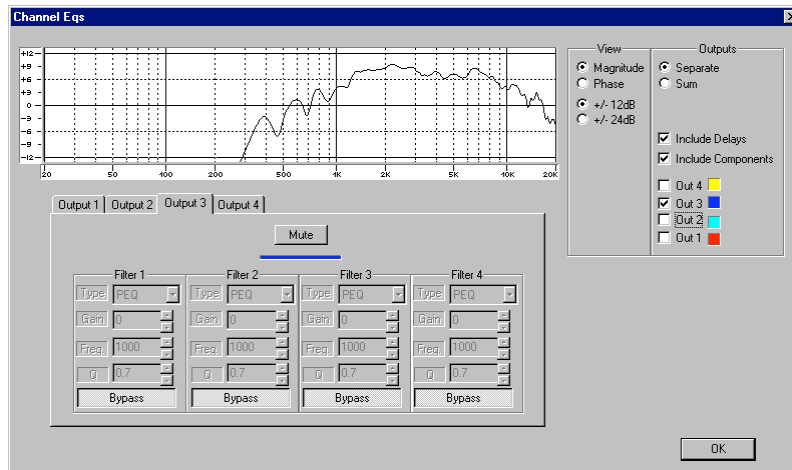 Channel Eqs
+12
+9
+6
+3
0
-3
-6
-9
-12
20 50 100 200 500 1K 2K 5K 10K 20K
View
Magnitude
Phase
+/- 12dB
+/- 24dB
Outputs
Separate
Sum
Include Delays
Include Components
Out 4
Out 3
Out 2
Out 1
Output 1 Output 2 Output 3 Output 4
Mute
Filter 1 Filter 2 Filter 3 Filter 4
Type PEQ Type PEQ Type PEQ Type PEQ
Gain 0 Gain 0 Gain 0 Gain 0
Freq. 1000 Freq. 1000 Freq. 1000 Freq. 1000
Q 0.7 Q 0.7 Q 0.7 Q 0.7
Bypass Bypass Bypass Bypass
OK